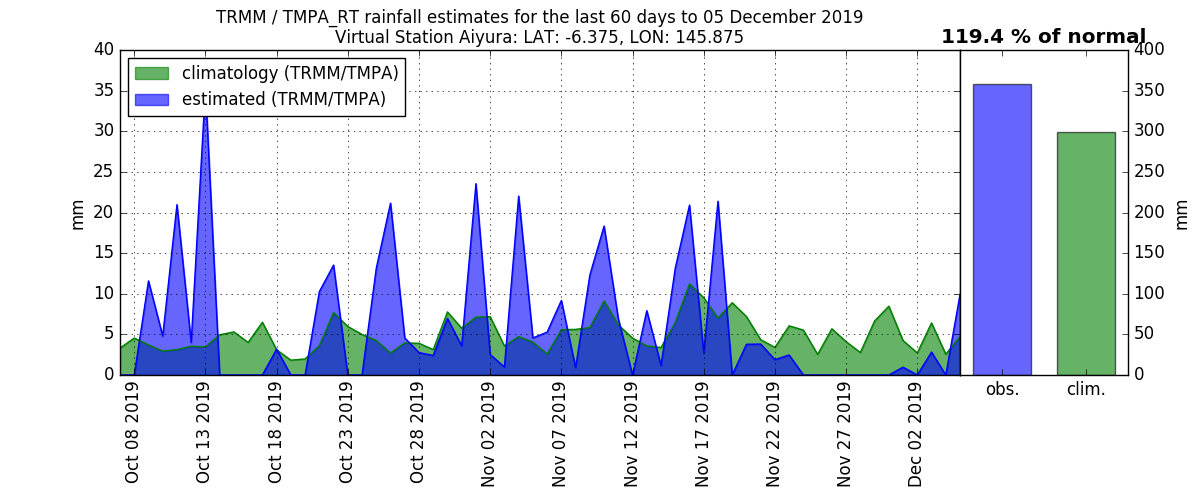 TRMM / TMPA_RT rainfall estimates for the last 60 days to 05 December 2019
Virtual Station Aiyura: LAT: -6.375, LON: 145.875
119.4 % of normal
climatology (TRMM/TMPA)
estimated (TRMM/TMPA)
mm
40
35
30
25
20
15
10
5
0
Oct 08 2019
Oct 13 2019
Oct 18 2019
Oct 23 2019
Oct 28 2019
Nov 02 2019
Nov 07 2019
Nov 12 2019
Nov 17 2019
Nov 22 2019
Nov 27 2019
Dec 02 2019
obs.
clim.
400
350
300
250
200
150
100
50
0
mm